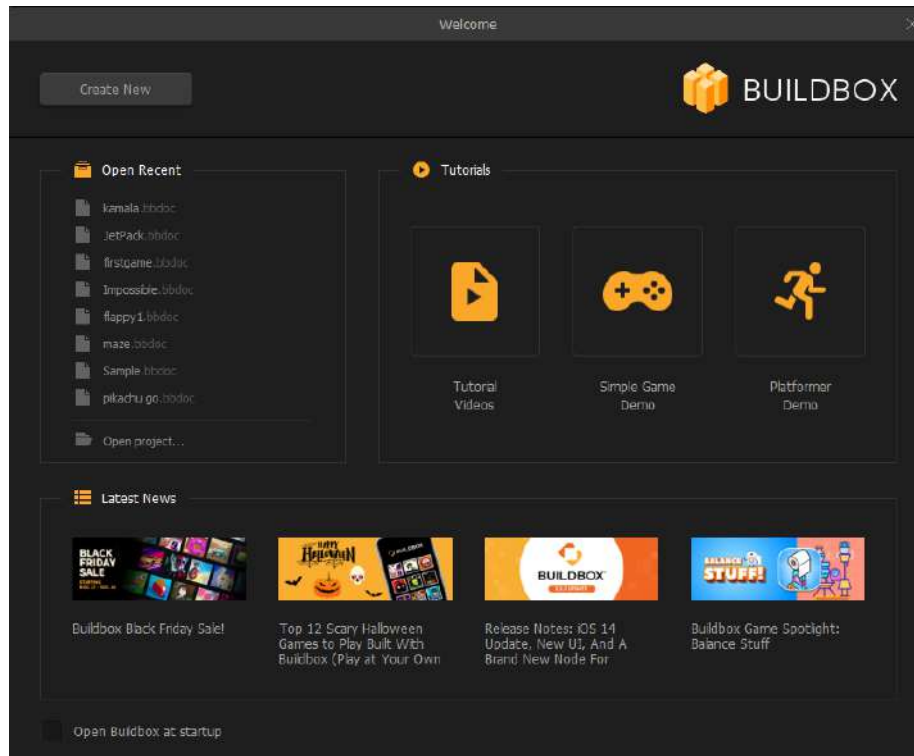 Welcome
Create New
BUILDBOX
Open Recent
kamala.bbdoc
JetPack.bbdoc
firstgame.bbdoc
Impossible.bbdoc
flappy1.bbdoc
maze.bbdoc
Sample.bbdoc
pikachu go.bbdoc
Open project...
Tutorials
Tutorial
Videos
Simple Game
Demo
Platformer
Demo
Latest News
BLACK
FRIDAY
SALE
Buildbox Black Friday Sale!
HAPPY
HALLOWEEN
BUILDBOX
Top 12 Scary Halloween
Games to Play Built With
Buildbox (Play at Your Own
BUILDBOX
Release Notes: iOS 14
Update, New UI, And A
Brand New Node For
BALANCE
STUFF!
Buildbox Game Spotlight:
Balance Stuff
Open Buildbox at startup